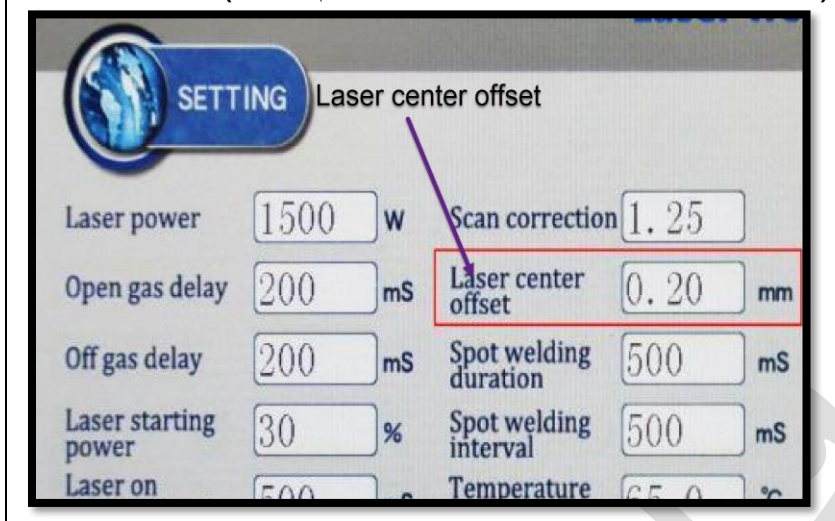 SETTING
Laser center offset
Laser power 1500 W
Scan correction 1.25
Open gas delay 200 mS
Laser center offset 0.20 mm
Off gas delay 200 mS
Spot welding duration 500 mS
Laser starting power 30 %
Spot welding interval 500 mS
Laser on
Temperature